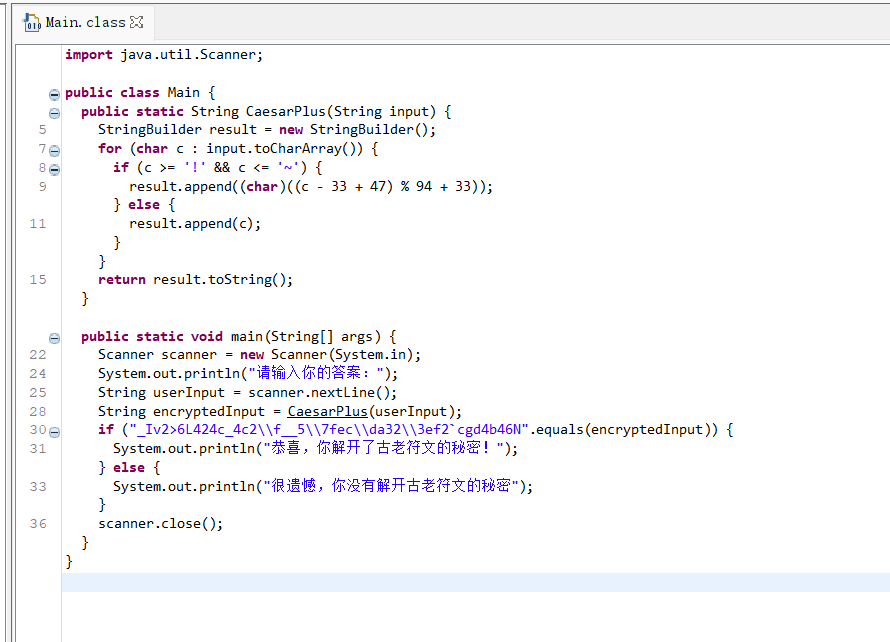 Main.class
import java.util.Scanner;
public class Main {
public static String CaesarPlus(String input) {
5 StringBuilder result = new StringBuilder();
7 for (char c : input.toCharArray()) {
8 if (c >= '!' && c <= '~') {
9 result.append((char)((c - 33 + 47) % 94 + 33));
} else {
11 result.append(c);
}
}
15 return result.toString();
}
public static void main(String[] args) {
22 Scanner scanner = new Scanner(System.in);
24 System.out.println("请输入你的答案：");
25 String userInput = scanner.nextLine();
28 String encryptedInput = CaesarPlus(userInput);
30 if ("_Iv2>6L424c_4c2\\f__5\\7fec\\da32\\3ef2`cgd4b46N".equals(encryptedInput)) {
31 System.out.println("恭喜，你解开了古老符文的秘密！");
} else {
33 System.out.println("很遗憾，你没有解开古老符文的秘密");
}
36 scanner.close();
}
}